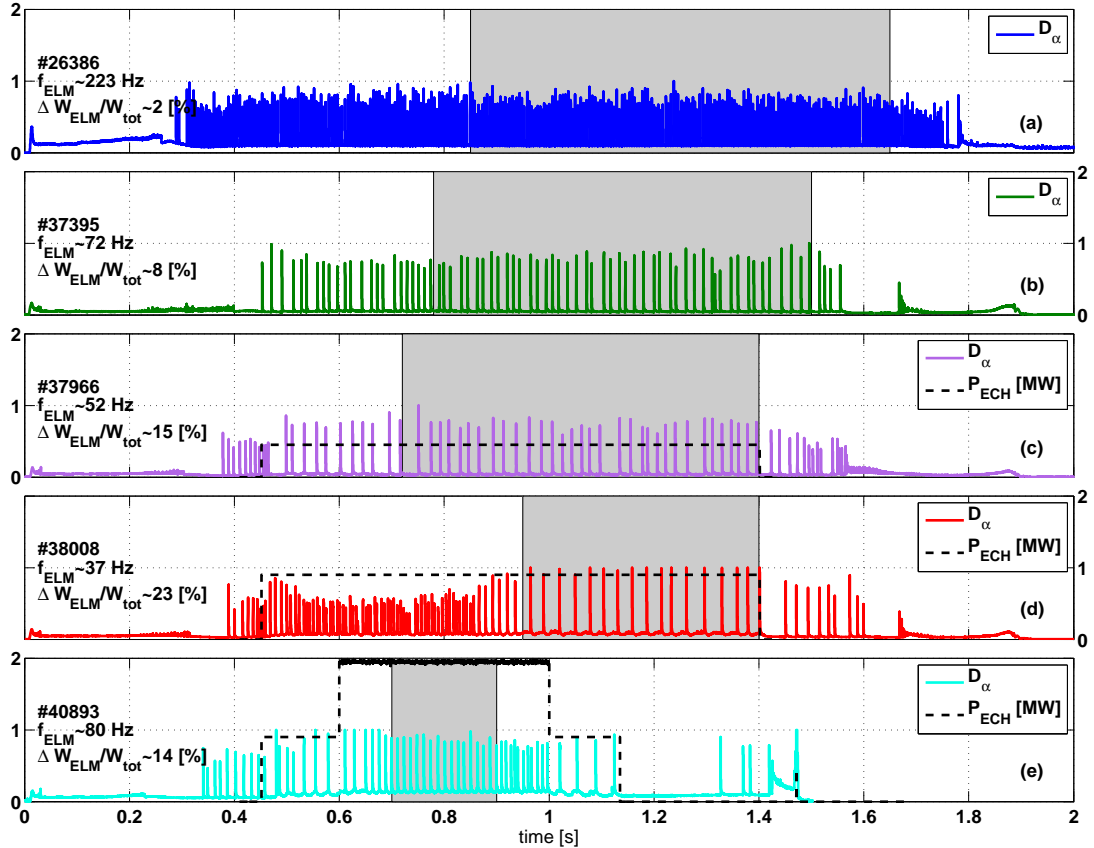 2
D_α
#26386
f_ELM~223 Hz
1
Δ W_ELM/W_tot~2 [%]
(a)
0
2
D_α
#37395
f_ELM~72 Hz
1
Δ W_ELM/W_tot~8 [%]
(b)
0
2
D_α
P_ECH [MW]
#37966
f_ELM~52 Hz
1
Δ W_ELM/W_tot~15 [%]
(c)
0
2
D_α
P_ECH [MW]
#38008
f_ELM~37 Hz
1
Δ W_ELM/W_tot~23 [%]
(d)
0
2
D_α
P_ECH [MW]
#40893
f_ELM~80 Hz
1
Δ W_ELM/W_tot~14 [%]
(e)
0
0 0.2 0.4 0.6 0.8 1 1.2 1.4 1.6 1.8 2
time [s]